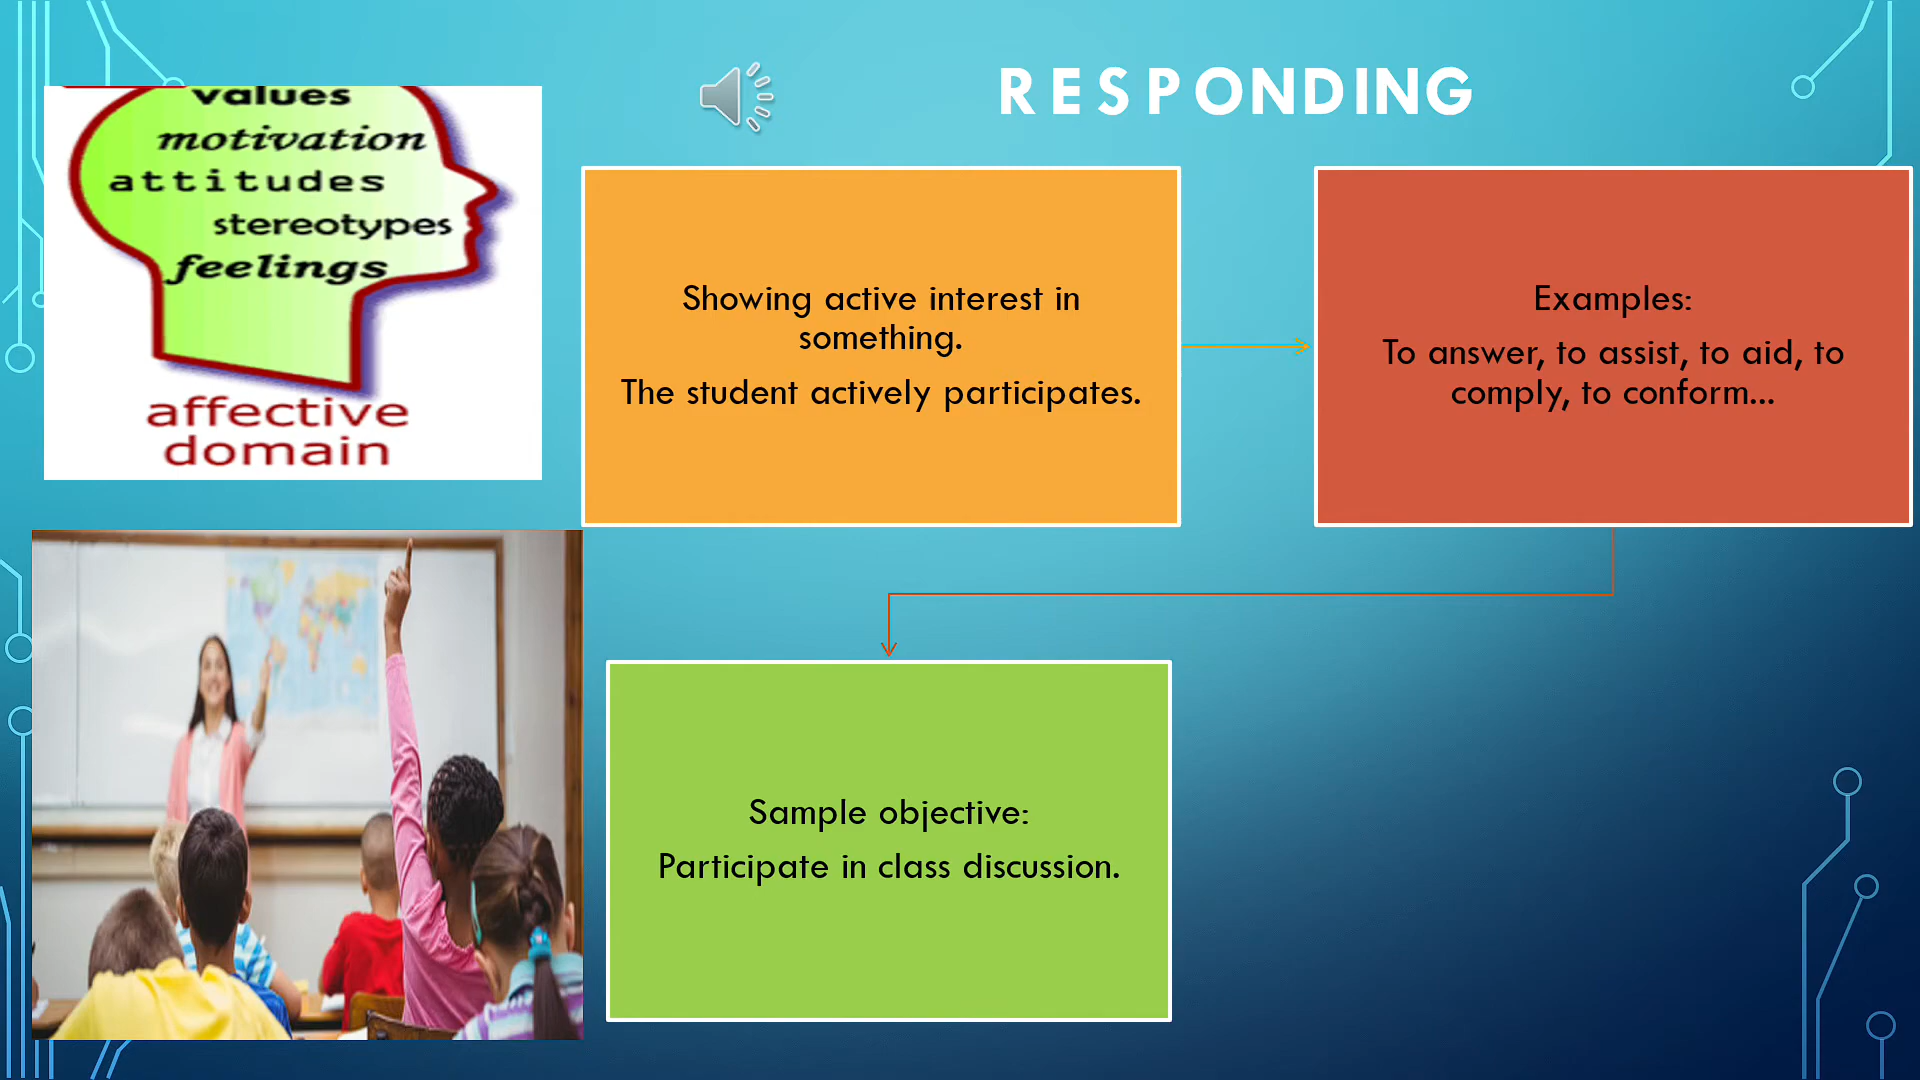 RESPONDING
values
motivation
attitudes
stereotypes
feelings
affective
domain
Showing active interest in
something.
The student actively participates.
Examples:
To answer, to assist, to aid, to
comply, to conform...
Sample objective:
Participate in class discussion.